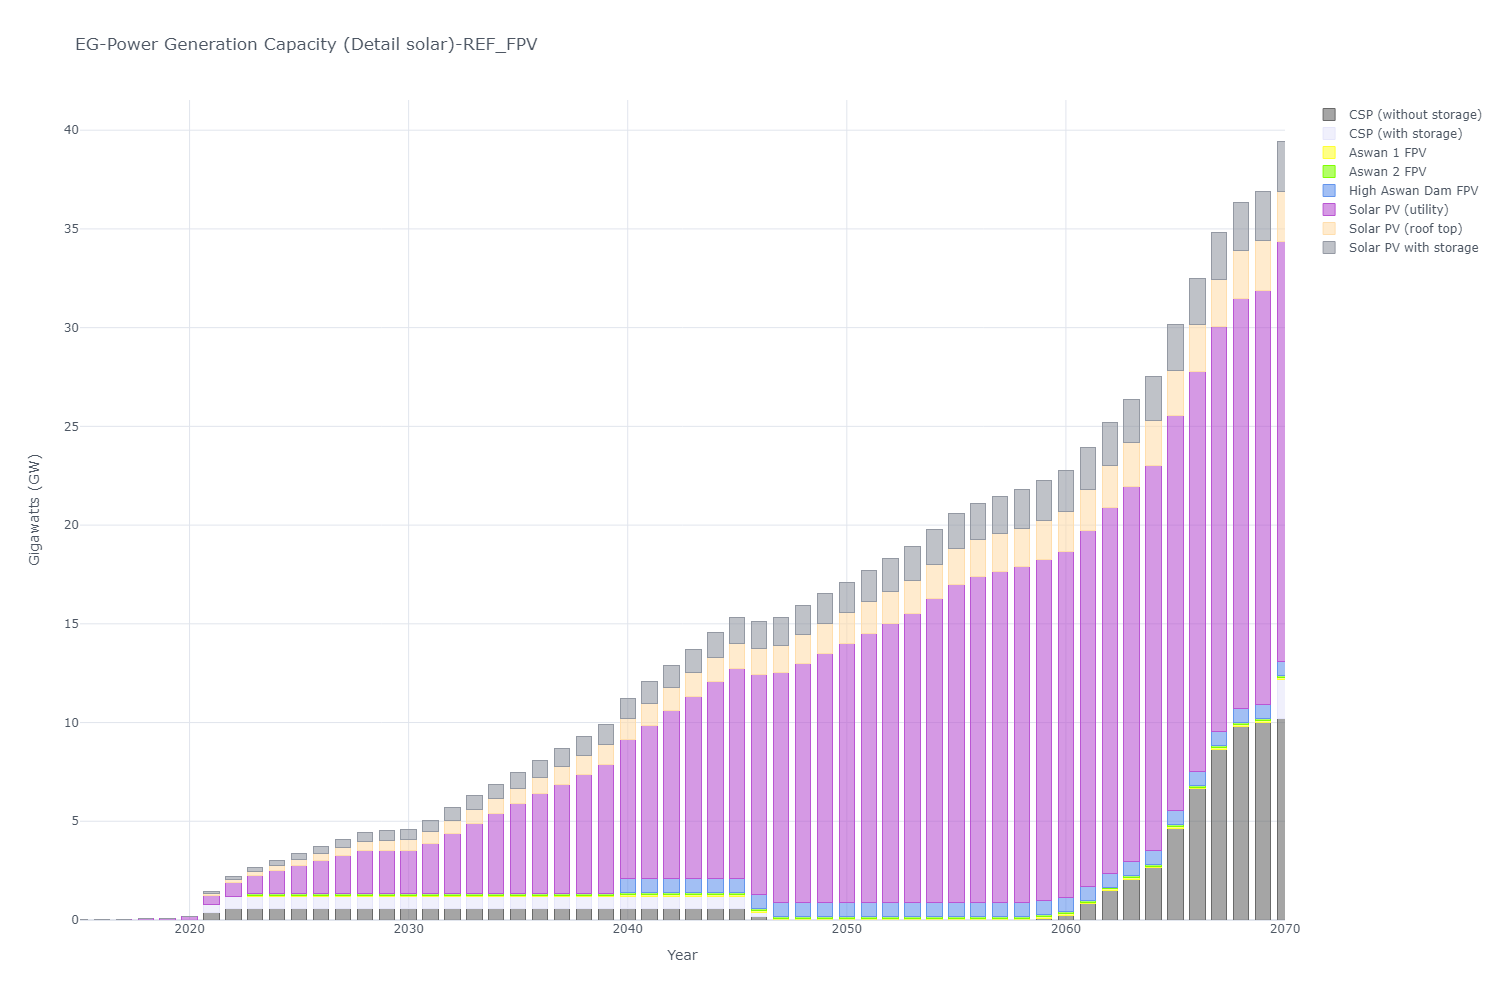 EG-Power Generation Capacity (Detail solar)-REF_FPV
40
35
30
25
20
15
10
5
0
Gigawatts (GW)
2020
2030
2040
2050
2060
2070
Year
CSP (without storage)
CSP (with storage)
Aswan 1 FPV
Aswan 2 FPV
High Aswan Dam FPV
Solar PV (utility)
Solar PV (roof top)
Solar PV with storage